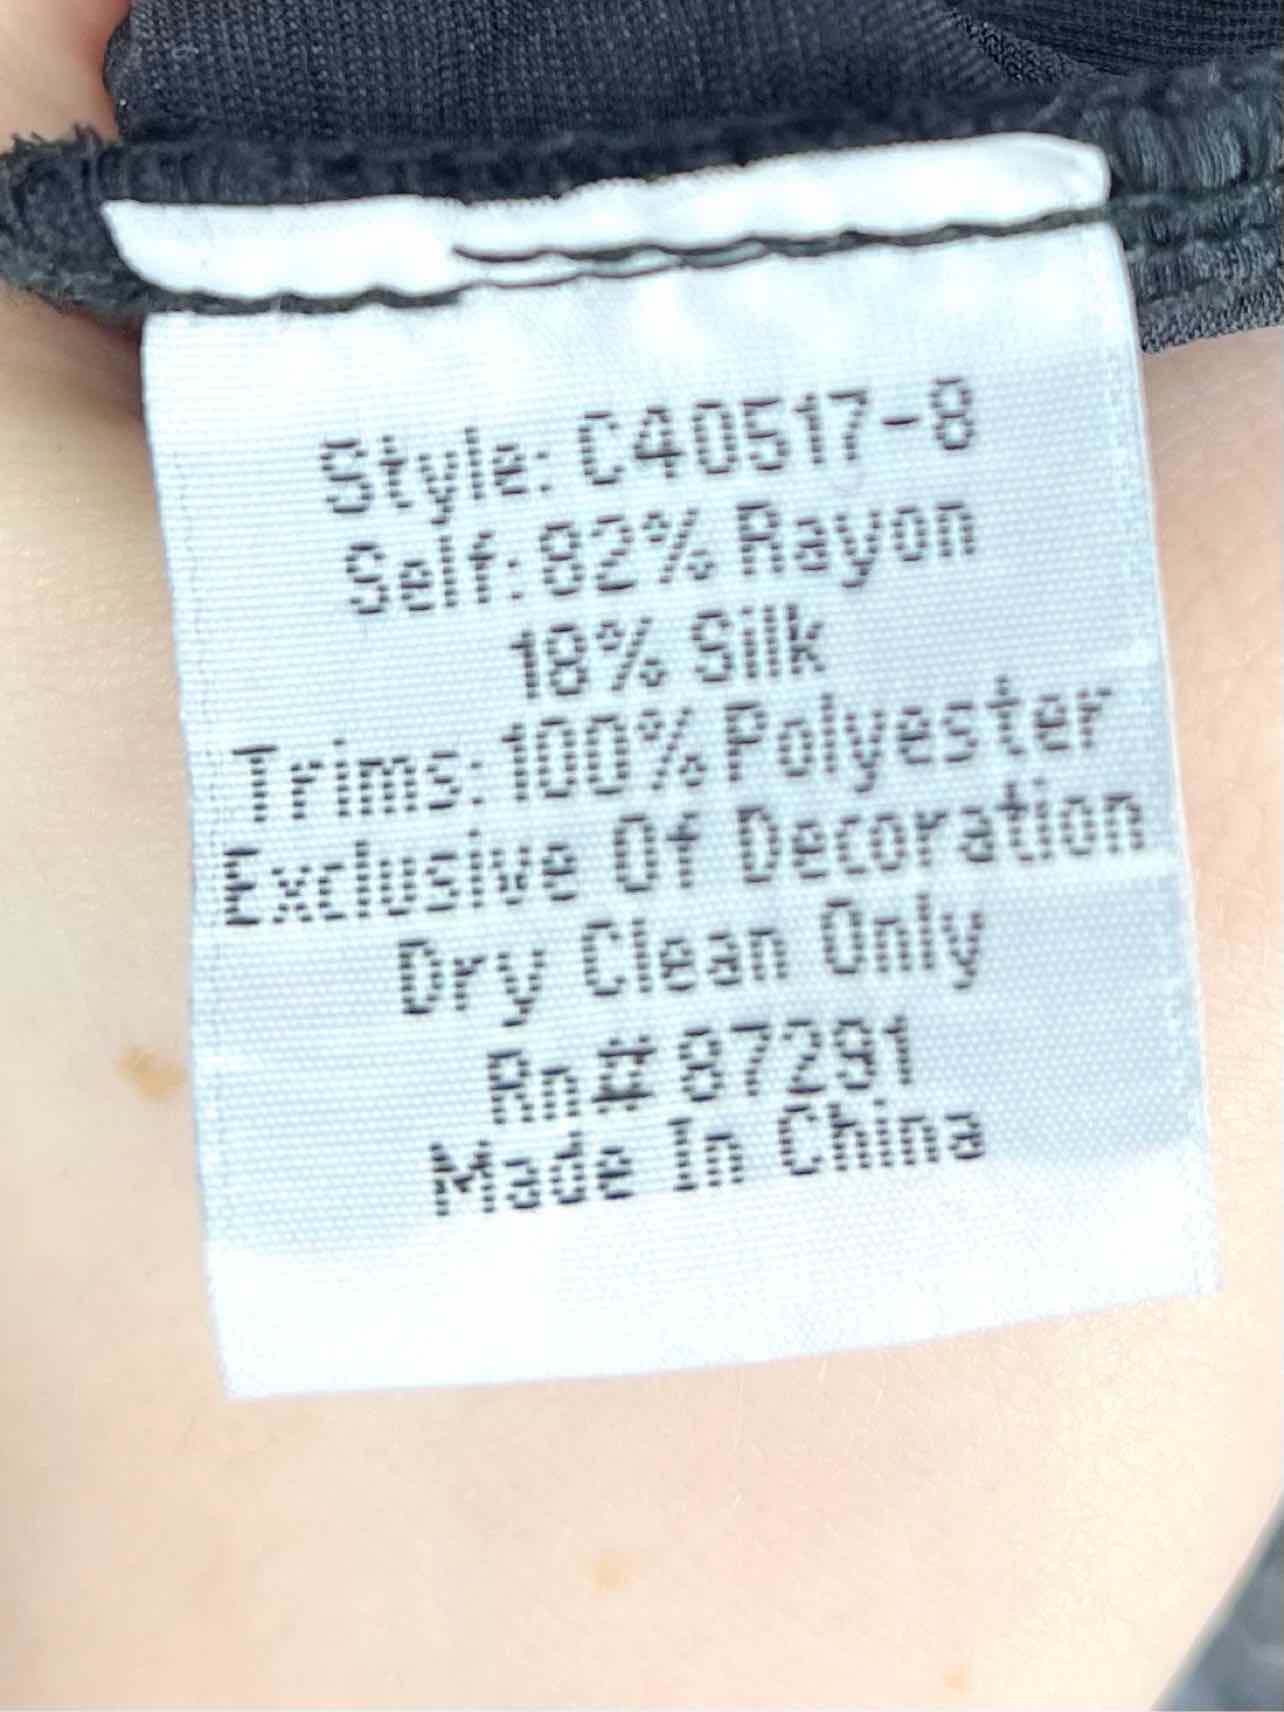 Style: C40517-8
Self: 82% Rayon
18% Silk
Trims: 100% Polyester
Exclusive Of Decoration
Dry Clean Only
Rn# 87291
Made In China